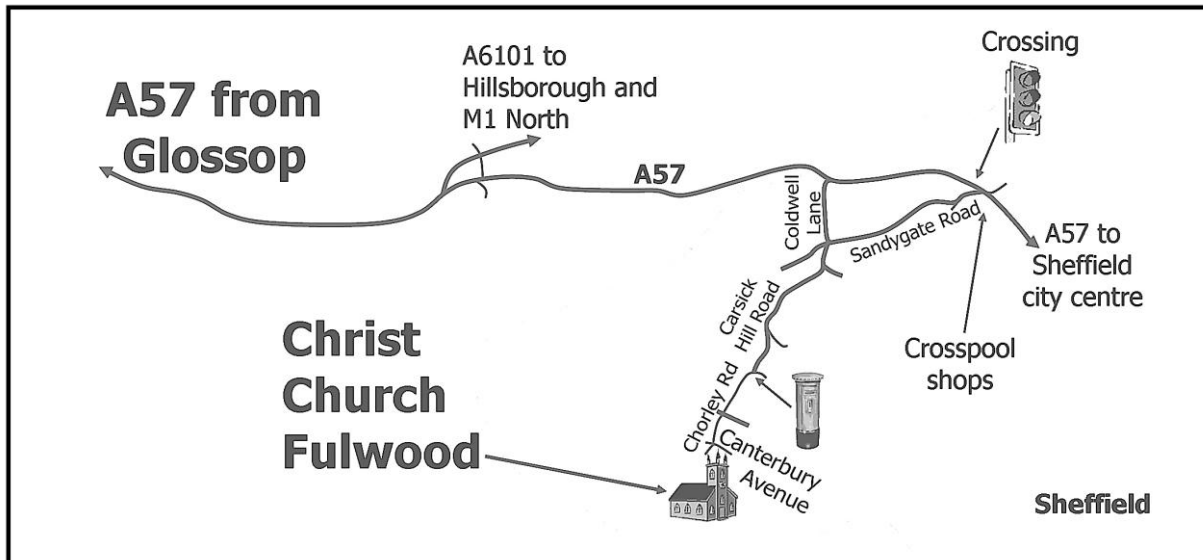 A57 from
Glossop
A6101 to
Hillsborough and
M1 North
Crossing
A57
Coldwell
Lane
Sandygate Road
A57 to
Sheffield
city centre
Carsick
Hill Road
Crosspool
shops
Christ
Church
Fulwood
Chorley Rd
Canterbury
Avenue
Sheffield